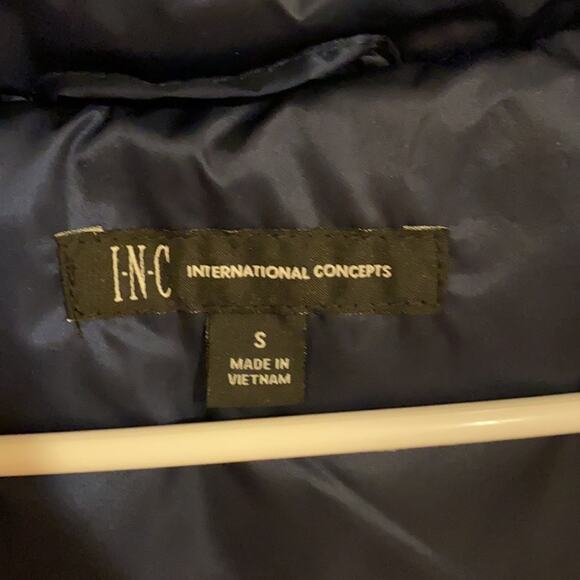 I·N·C INTERNATIONAL CONCEPTS
S
MADE IN
VIETNAM